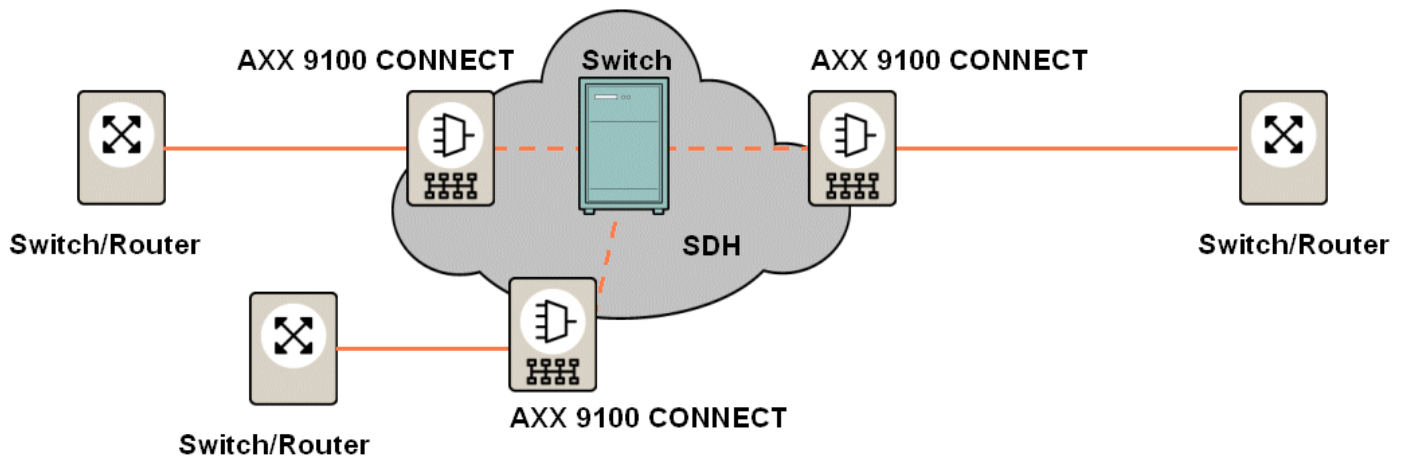 AXX 9100 CONNECT
Switch
AXX 9100 CONNECT
Switch/Router
SDH
Switch/Router
AXX 9100 CONNECT
Switch/Router